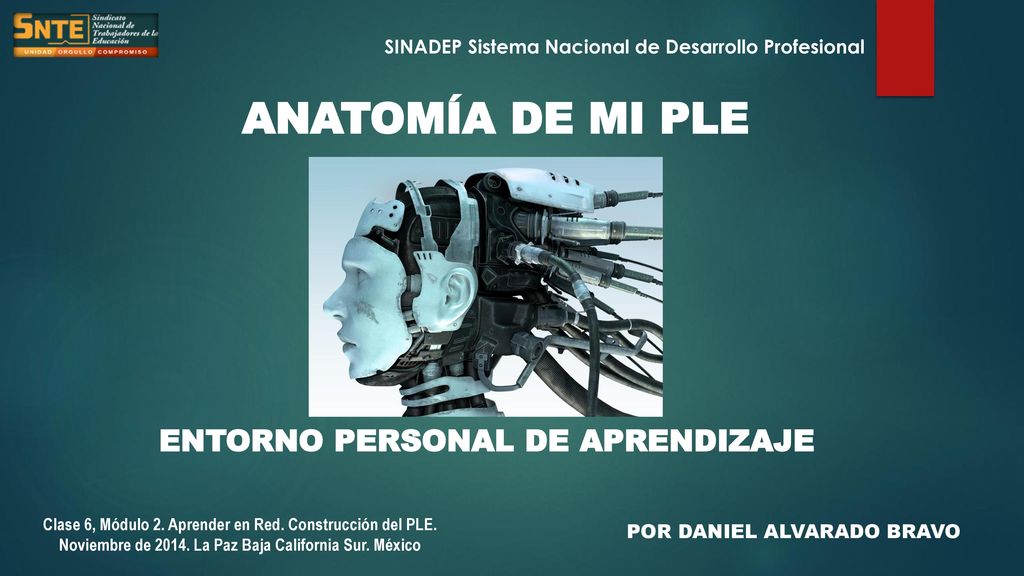 SNTE
Sindicato
Nacional de
Trabajadores de la
Educación
UNIDAD ORGULLO COMPROMISO
SINADEP Sistema Nacional de Desarrollo Profesional
ANATOMÍA DE MI PLE
ENTORNO PERSONAL DE APRENDIZAJE
Clase 6, Módulo 2. Aprender en Red. Construcción del PLE.
Noviembre de 2014. La Paz Baja California Sur. México
POR DANIEL ALVARADO BRAVO